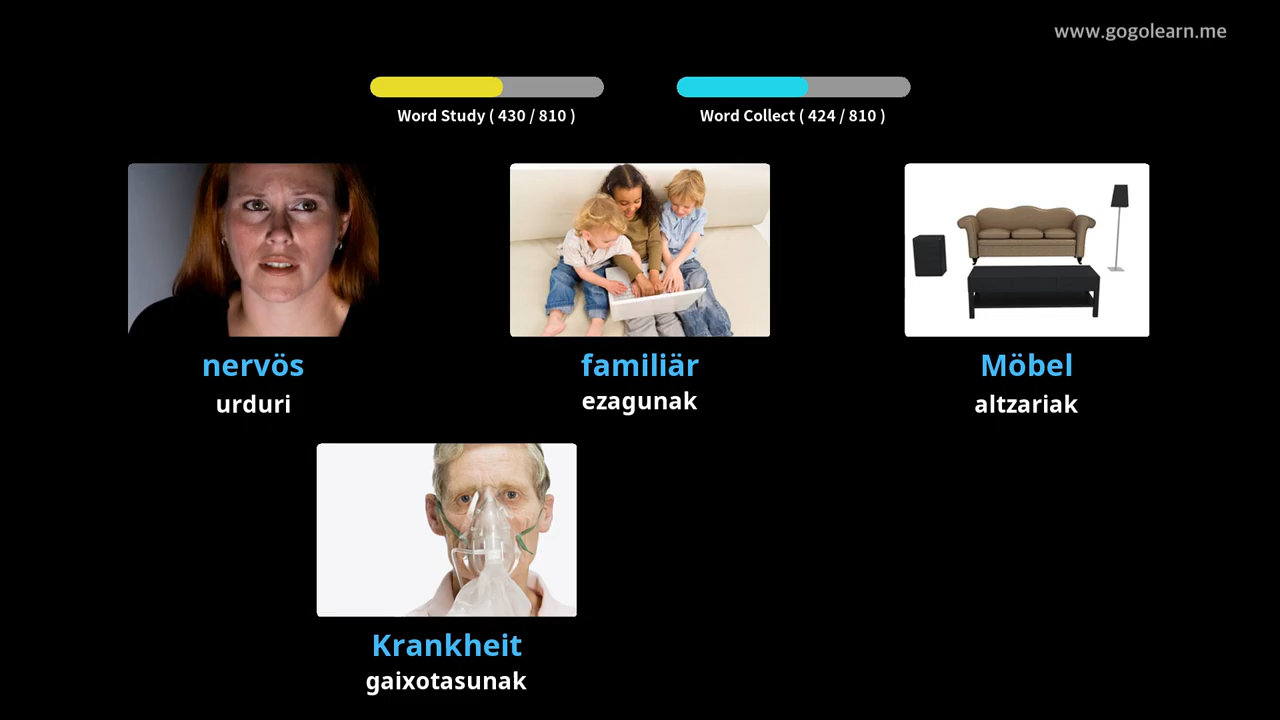 www.gogolearn.me
Word Study ( 430 / 810 )
Word Collect ( 424 / 810 )
nervös
urduri
familiär
ezagunak
Möbel
altzariak
Krankheit
gaixotasunak